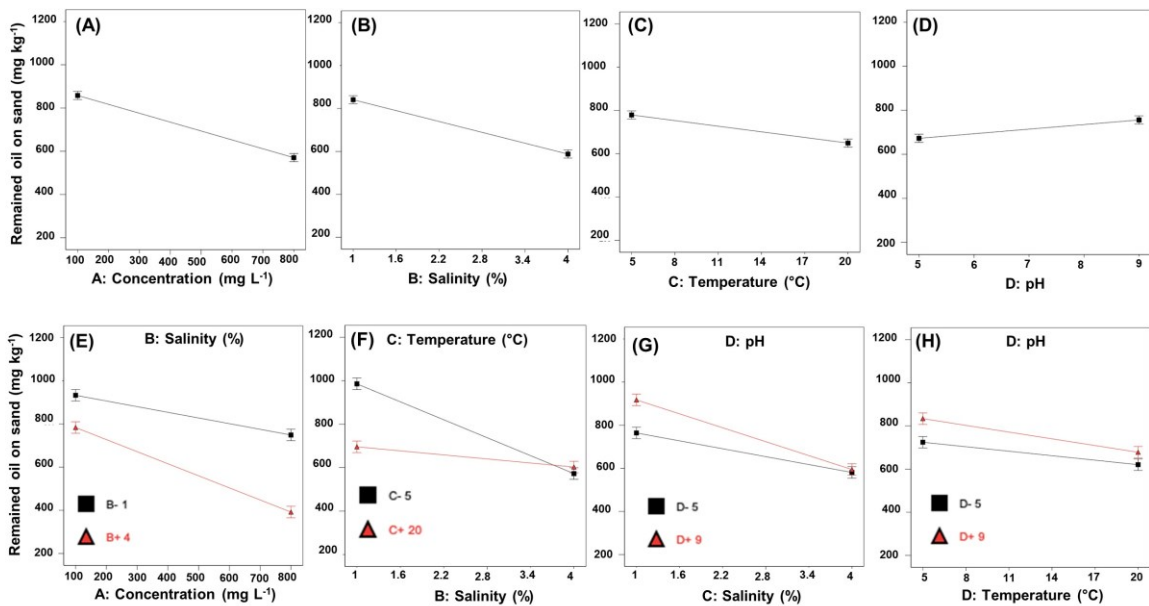 (A)
Remained oil on sand (mg kg-1)
1200
1000
800
600
400
200
100 200 300 400 500 600 700 800
A: Concentration (mg L-1)
(B)
1200
1000
800
600
400
200
1 1.6 2.2 2.8 3.4 4
B: Salinity (%)
(C)
1200
1000
800
600
400
200
5 8 11 14 17 20
C: Temperature (°C)
(D)
1200
1000
800
600
400
200
5 6 7 8 9
D: pH
(E) B: Salinity (%)
Remained oil on sand (mg kg-1)
1200
1000
900
800
600
400
200
B- 1
B+ 4
100 200 300 400 500 600 700 800
A: Concentration (mg L-1)
(F) C: Temperature (°C)
1200
1000
800
600
400
200
C- 5
C+ 20
1 1.6 2.2 2.8 3.4 4
B: Salinity (%)
(G) D: pH
1200
1000
900
800
600
400
200
D- 5
D+ 9
1 1.6 2.2 2.8 3.4 4
C: Salinity (%)
(H) D: pH
1200
1000
800
600
400
200
D- 5
D+ 9
5 8 11 14 17 20
D: Temperature (°C)